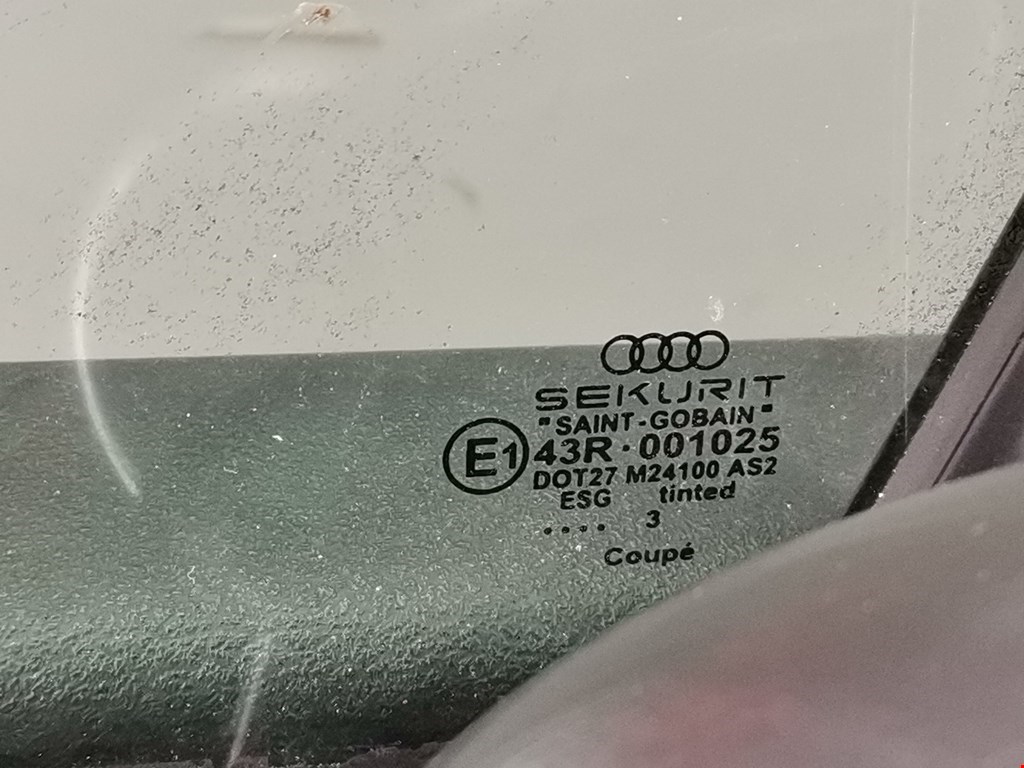 SEKURIT
"SAINT-GOBAIN"
E1 43R · 001025
DOT27 M24100 AS2
ESG tinted
.... 3
Coupé